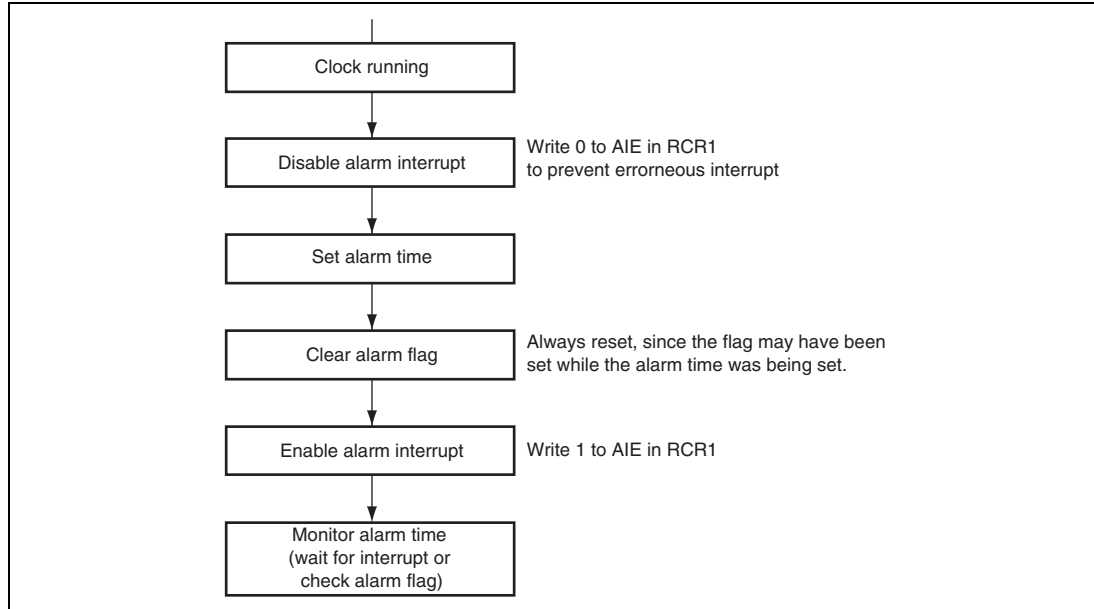 Clock running
Disable alarm interrupt
Write 0 to AIE in RCR1
to prevent errorneous interrupt
Set alarm time
Clear alarm flag
Always reset, since the flag may have been
set while the alarm time was being set.
Enable alarm interrupt
Write 1 to AIE in RCR1
Monitor alarm time
(wait for interrupt or
check alarm flag)